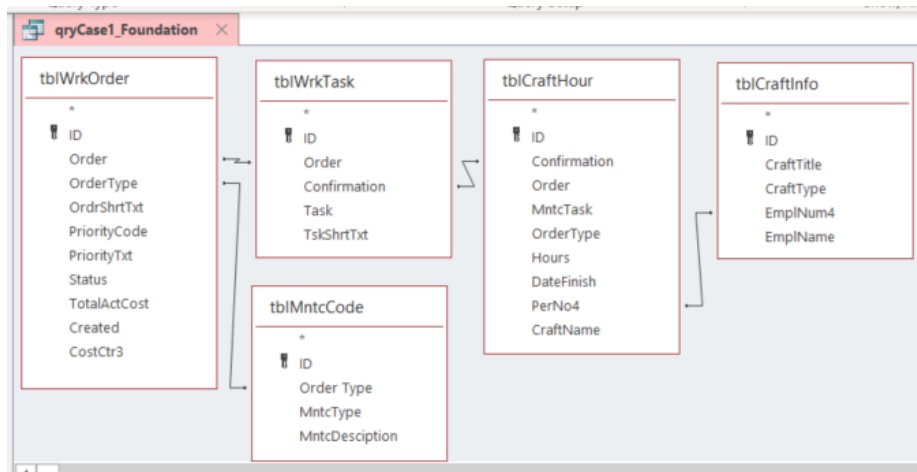 qryCase1_Foundation
tblWrkOrder
*
ID
Order
OrderType
OrdrShrtTxt
PriorityCode
PriorityTxt
Status
TotalActCost
Created
CostCtr3
tblWrkTask
*
ID
Order
Confirmation
Task
TskShrtTxt
tblMntcCode
*
ID
Order Type
MntcType
MntcDesciption
tblCraftHour
*
ID
Confirmation
Order
MntcTask
OrderType
Hours
DateFinish
PerNo4
CraftName
tblCraftInfo
*
ID
CraftTitle
CraftType
EmplNum4
EmplName